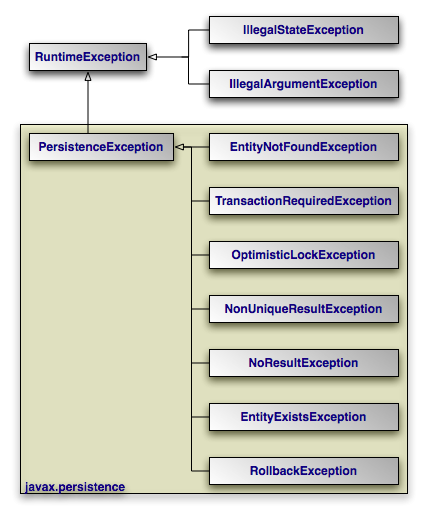 IllegalStateException
RuntimeException
IllegalArgumentException
PersistenceException
EntityNotFoundException
TransactionRequiredException
OptimisticLockException
NonUniqueResultException
NoResultException
EntityExistsException
RollbackException
javax.persistence